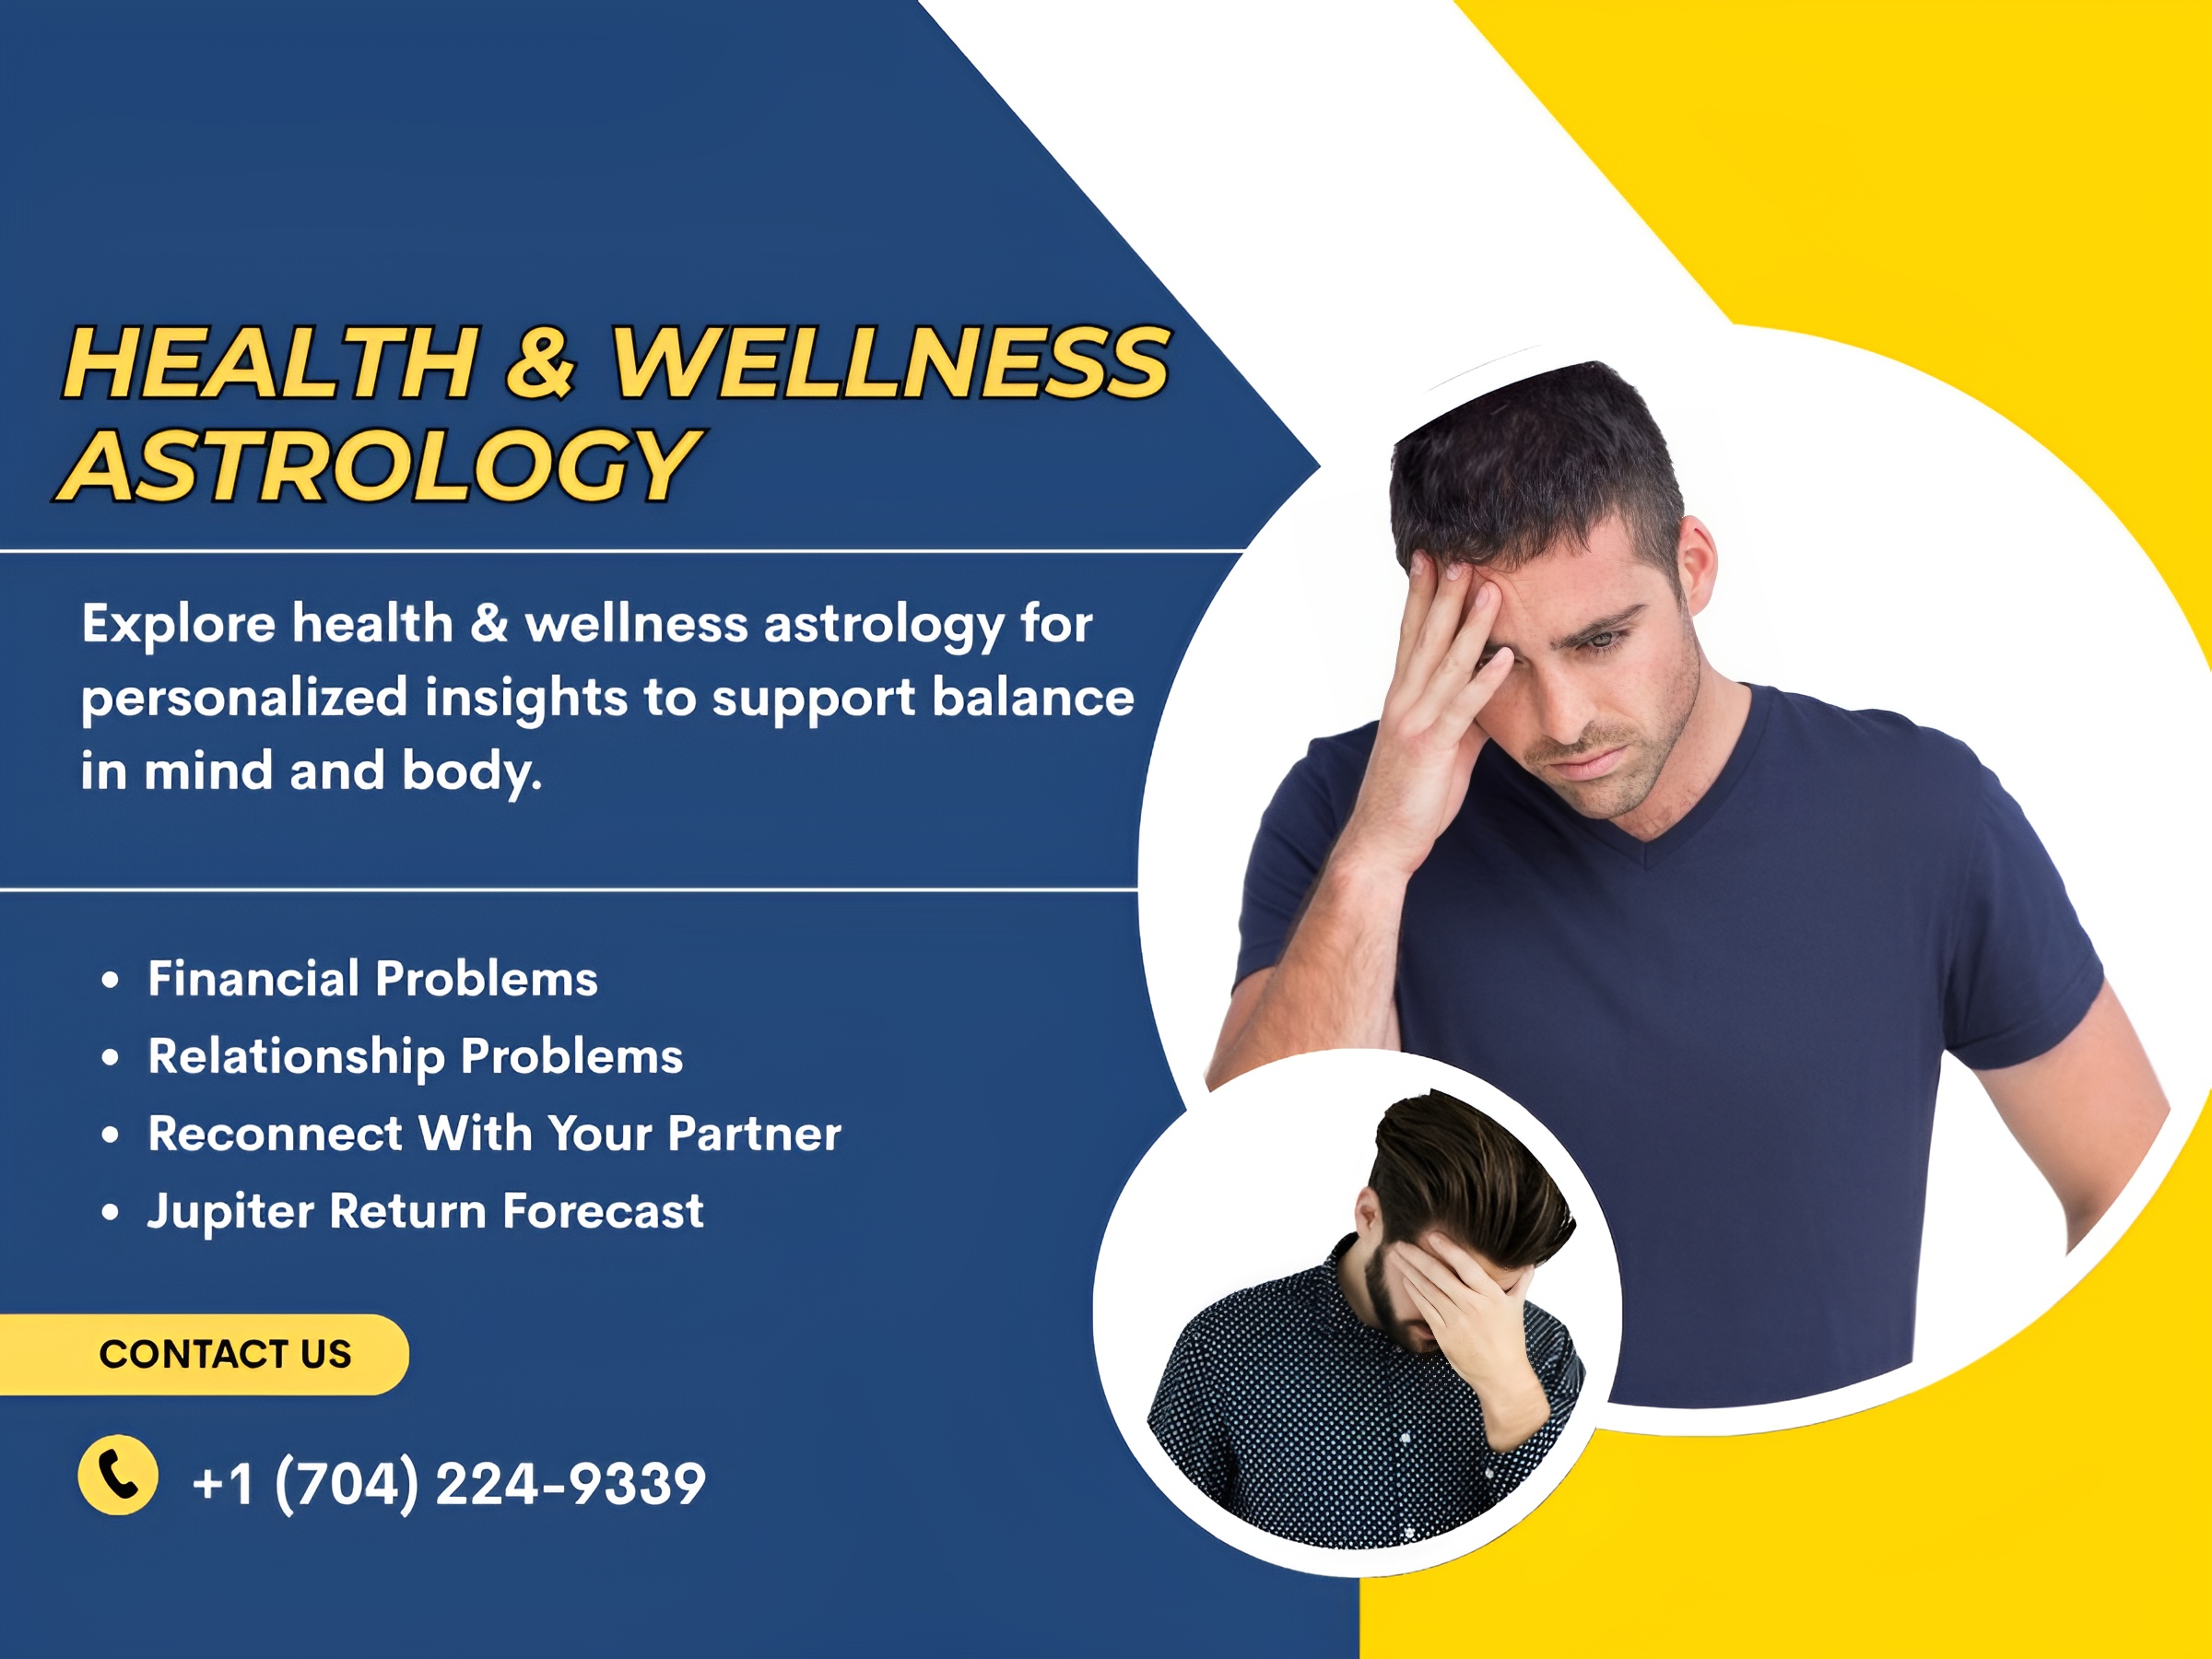 HEALTH & WELLNESS
ASTROLOGY
Explore health & wellness astrology for
personalized insights to support balance
in mind and body.
• Financial Problems
• Relationship Problems
• Reconnect With Your Partner
• Jupiter Return Forecast
CONTACT US
+1 (704) 224-9339